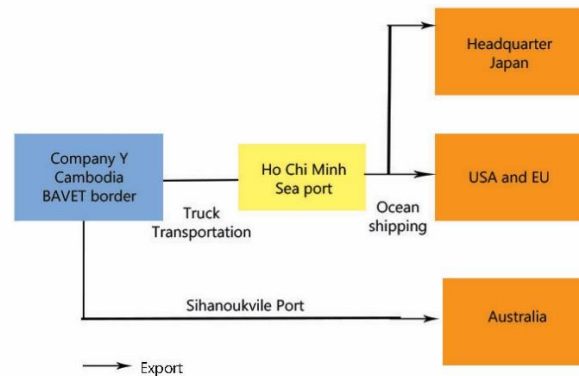 Headquarter
Japan
Company Y
Cambodia
BAVET border
Ho Chi Minh
Sea port
USA and EU
Truck
Transportation
Ocean
shipping
Sihanoukvile Port
Australia
Export